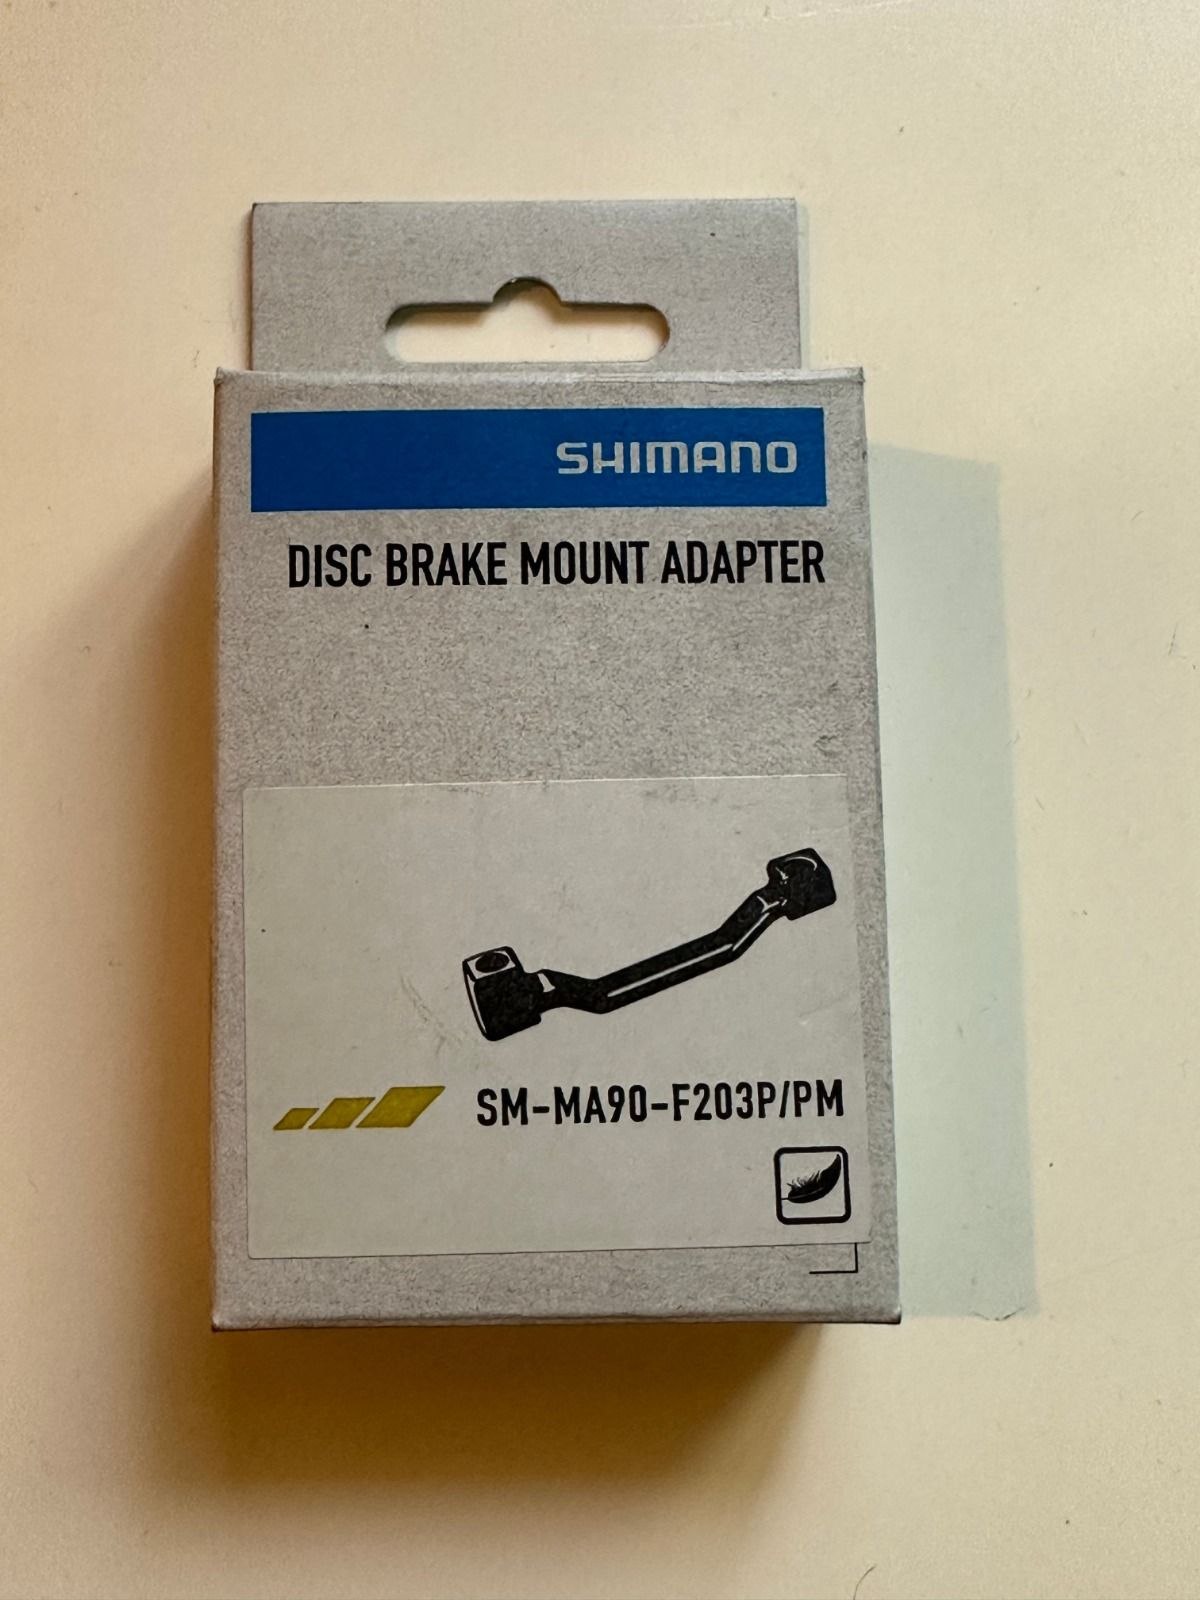 SHIMANO
DISC BRAKE MOUNT ADAPTER
SM-MA90-F203P/PM